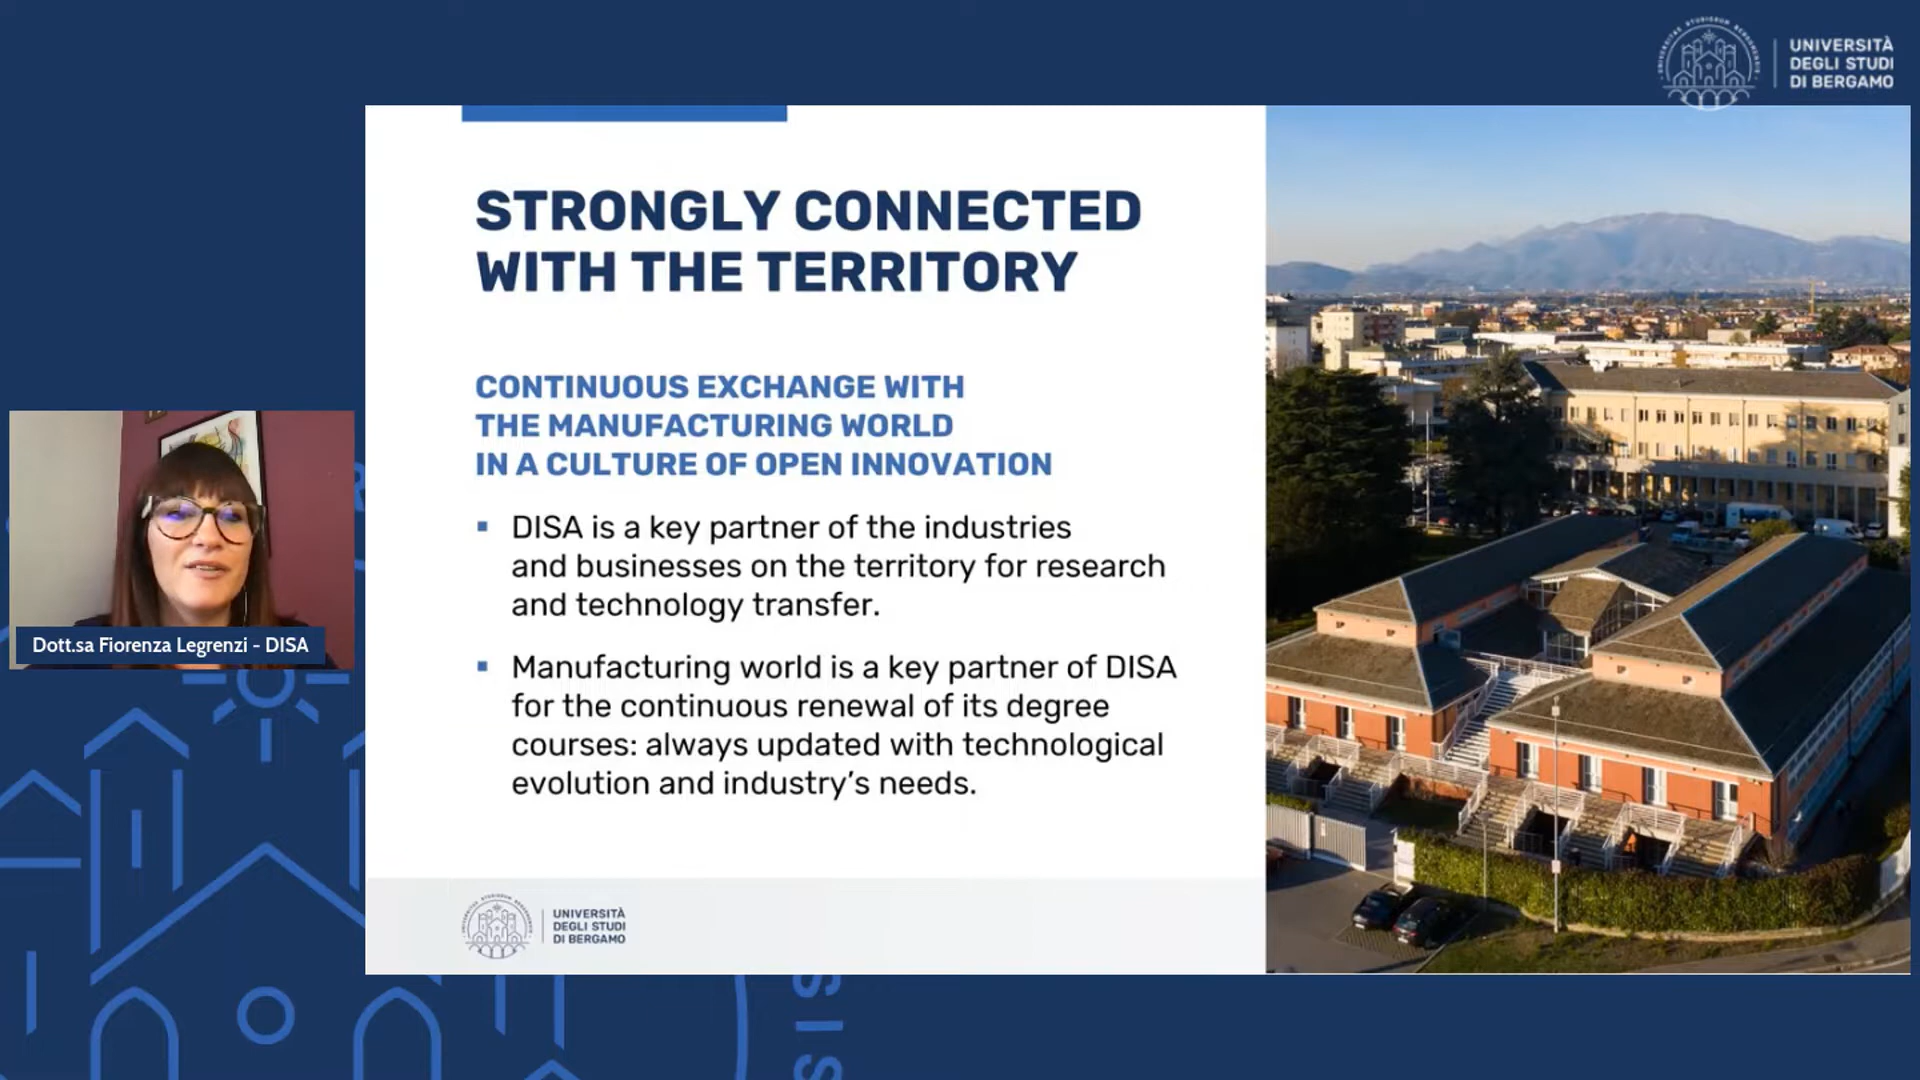 UNIVERSITÀ
DEGLI STUDI
DI BERGAMO
STRONGLY CONNECTED
WITH THE TERRITORY
CONTINUOUS EXCHANGE WITH
THE MANUFACTURING WORLD
IN A CULTURE OF OPEN INNOVATION
▪ DISA is a key partner of the industries
and businesses on the territory for research
and technology transfer.
▪ Manufacturing world is a key partner of DISA
for the continuous renewal of its degree
courses: always updated with technological
evolution and industry's needs.
Dott.sa Fiorenza Legrenzi - DISA
UNIVERSITÀ
DEGLI STUDI
DI BERGAMO